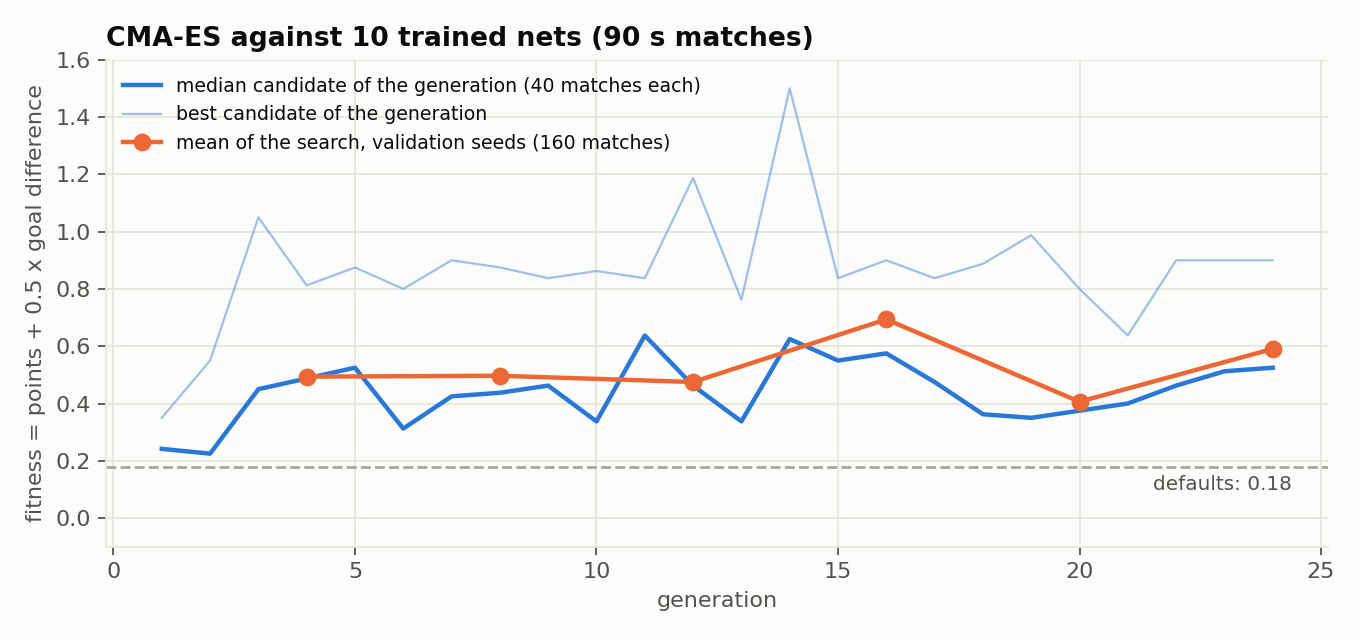 CMA-ES against 10 trained nets (90 s matches)
fitness = points + 0.5 x goal difference
1.6
1.4
1.2
1.0
0.8
0.6
0.4
0.2
0.0
median candidate of the generation (40 matches each)
best candidate of the generation
mean of the search, validation seeds (160 matches)
defaults: 0.18
0 5 10 15 20 25
generation